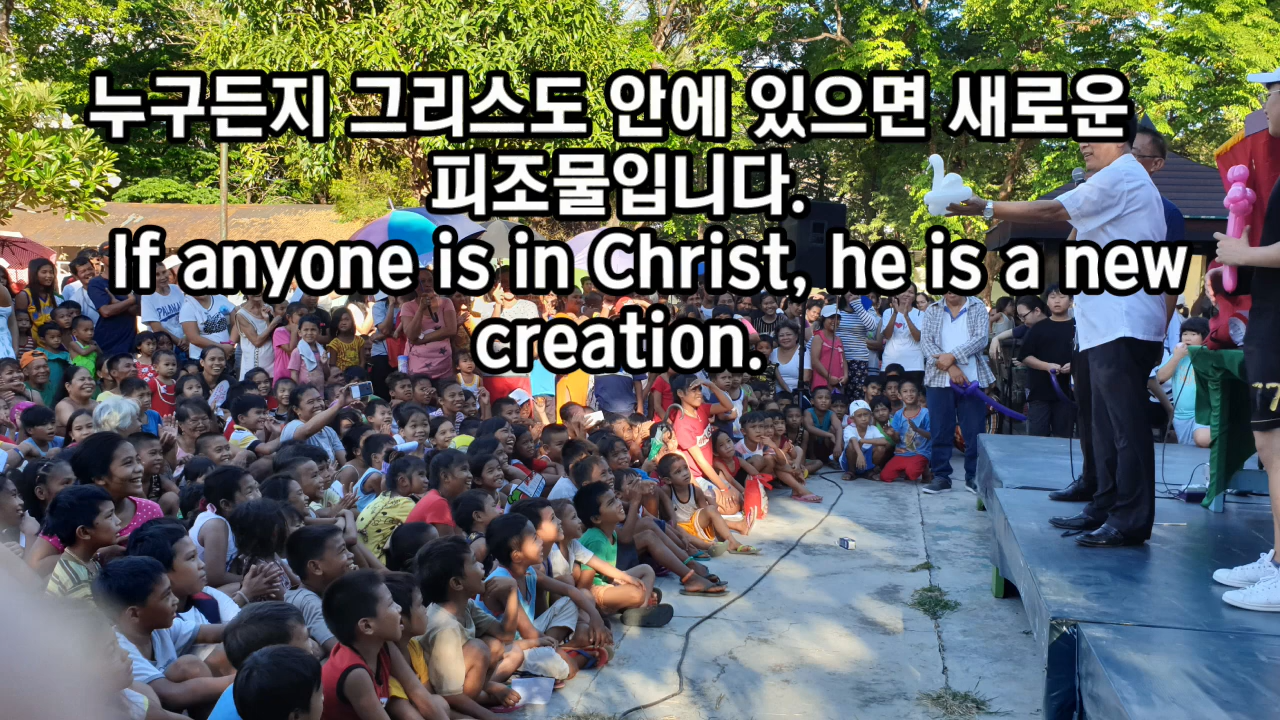 누구든지 그리스도 안에 있으면 새로운
피조물입니다.
If anyone is in Christ, he is a new
creation.